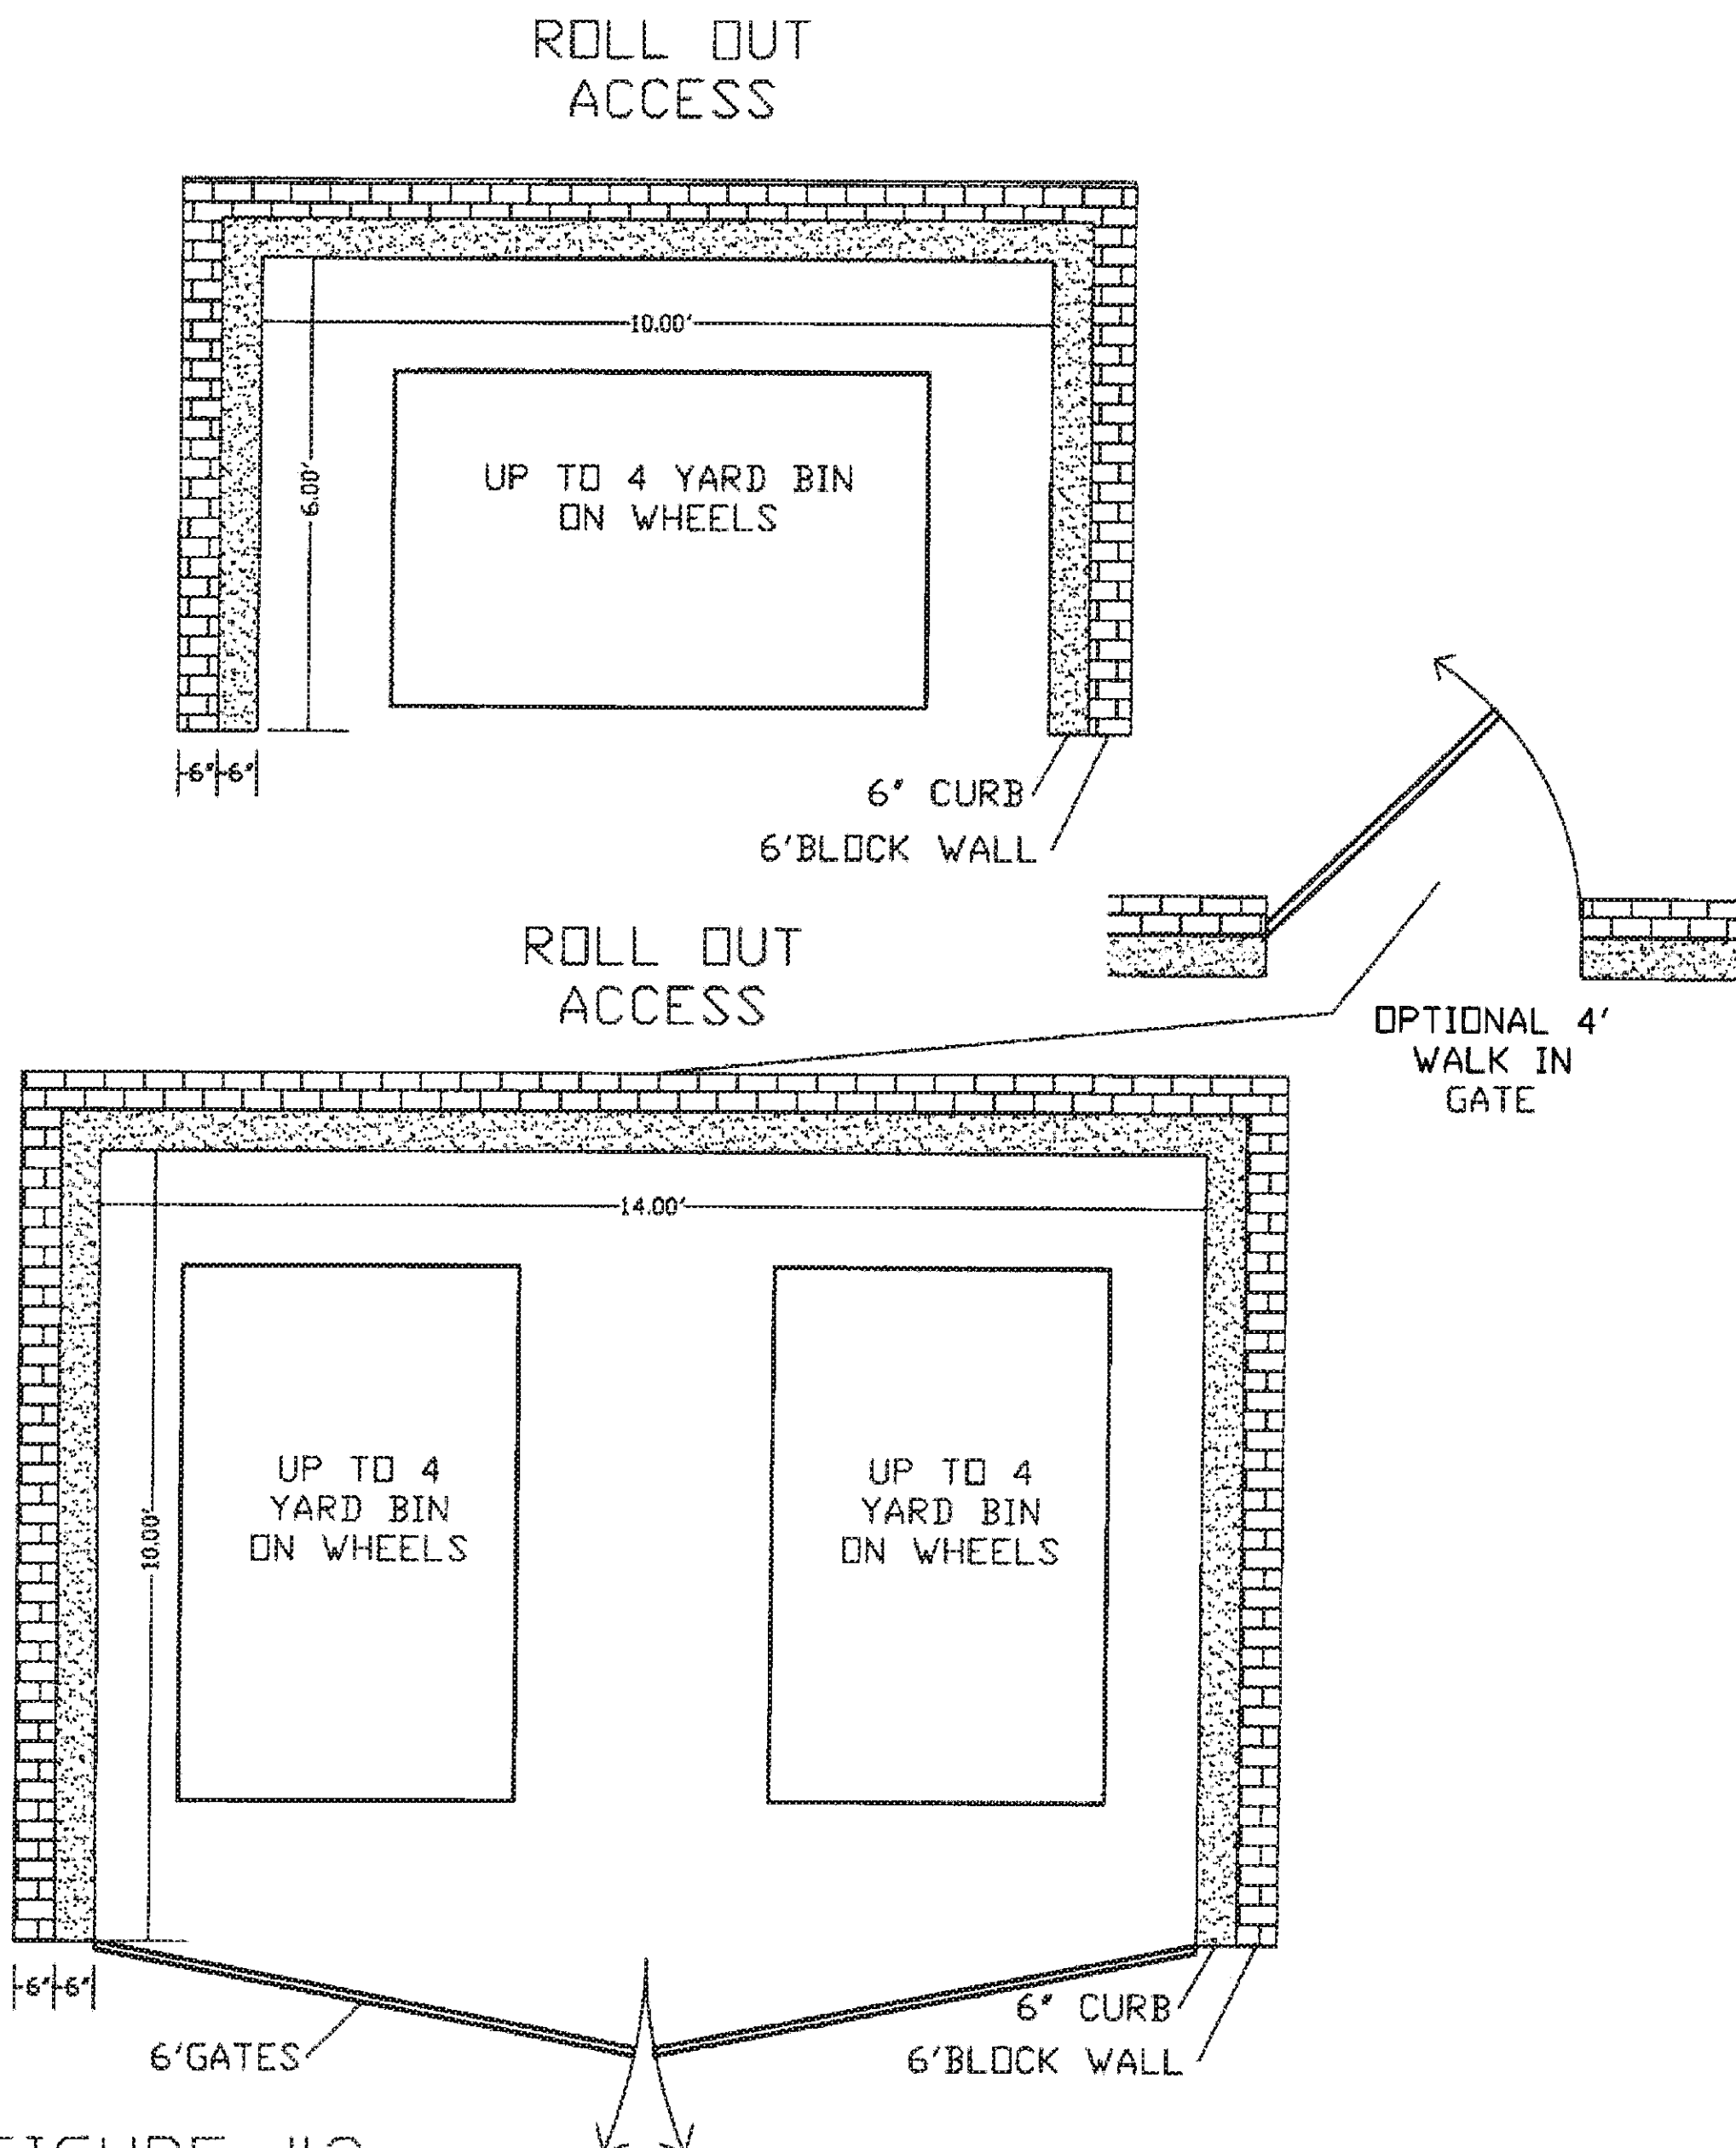 ROLL OUT
ACCESS
10.00'
6.00'
UP TO 4 YARD BIN
ON WHEELS
6" 6"
6" CURB
6'BLOCK WALL
ROLL OUT
ACCESS
OPTIONAL 4'
WALK IN
GATE
14.00'
10.00'
UP TO 4
YARD BIN
ON WHEELS
UP TO 4
YARD BIN
ON WHEELS
6" 6"
6'GATES
6" CURB
6'BLOCK WALL